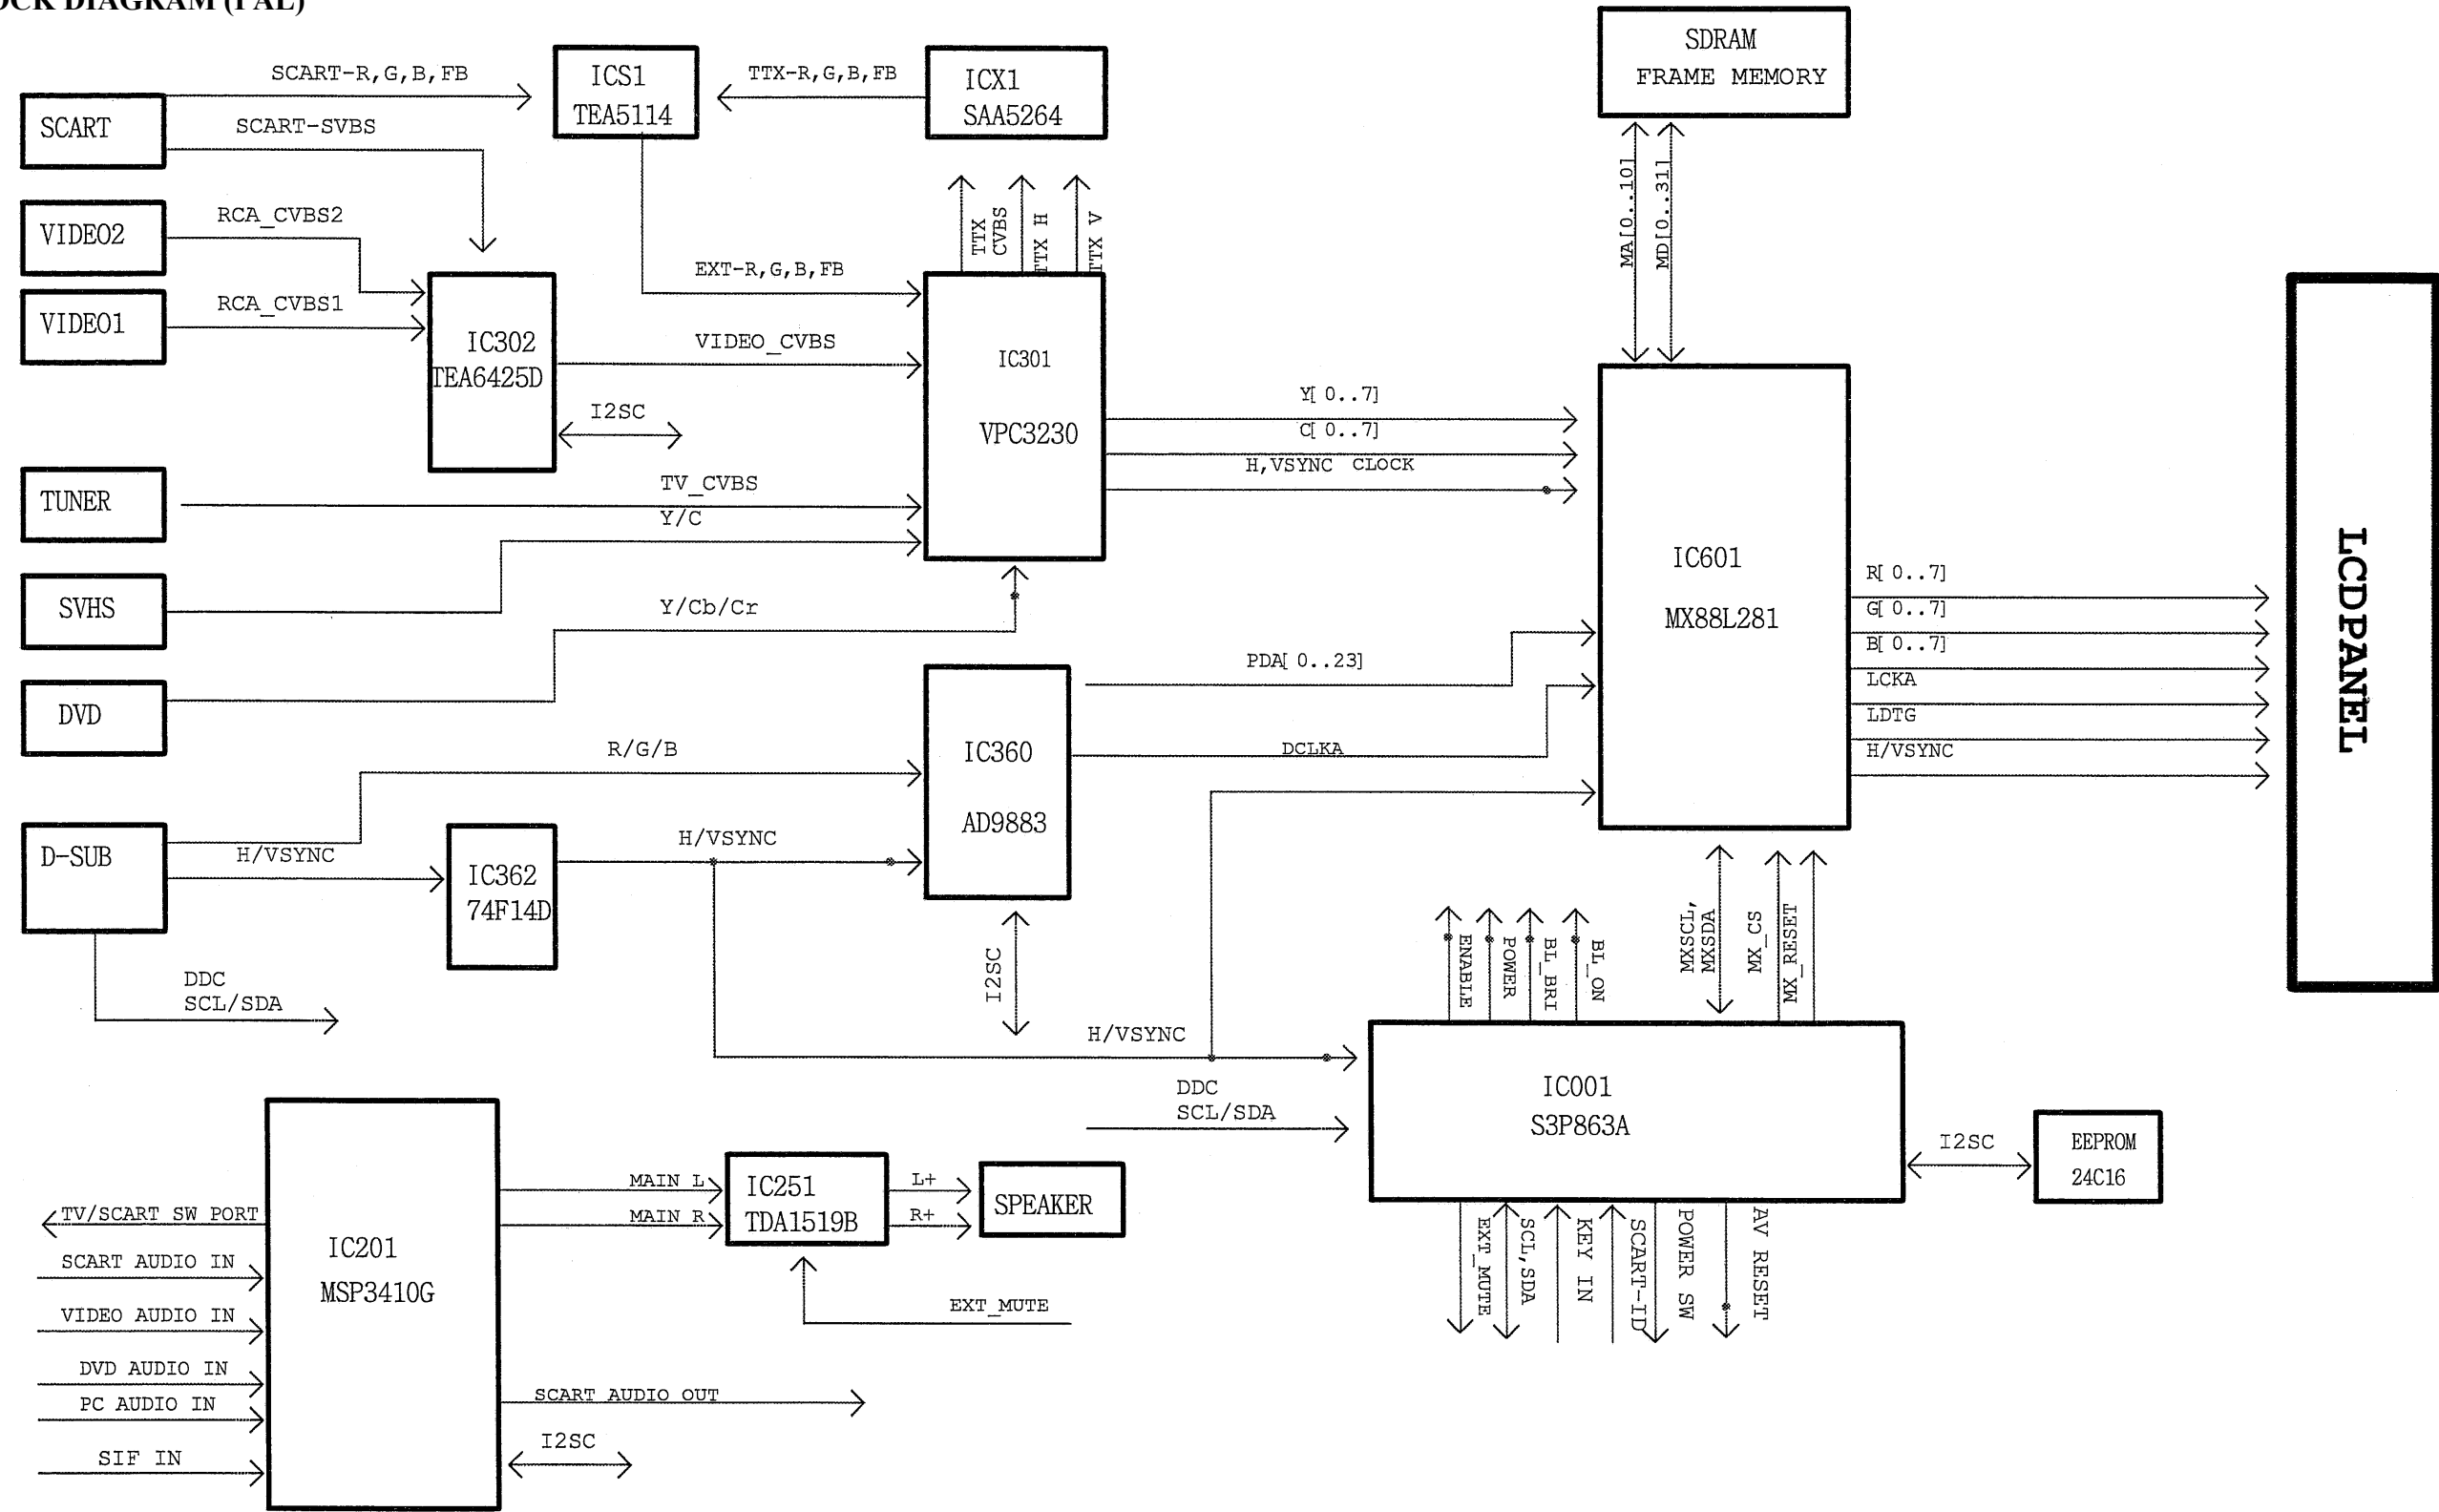 SCART-R,G,B,FB
ICS1
TEA5114
TTX-R,G,B,FB
ICX1
SAA5264
SDRAM
FRAME MEMORY
SCART
SCART-SVBS
VIDEO2
RCA_CVBS2
VIDEO1
RCA_CVBS1
IC302
TEA6425D
I2SC
EXT-R,G,B,FB
VIDEO_CVBS
TTX
CVBS
TTX H
TTX V
IC301
VPC3230
MA[0..10]
MD[0..31]
Y[ 0..7]
C[ 0..7]
H,VSYNC CLOCK
TUNER
TV_CVBS
Y/C
SVHS
Y/Cb/Cr
DVD
IC601
MX88L281
R[ 0..7]
G[ 0..7]
B[ 0..7]
LCKA
LDTG
H/VSYNC
LCDPANEL
PDA[ 0..23]
DCLKA
IC360
AD9883
R/G/B
D-SUB
H/VSYNC
IC362
74F14D
H/VSYNC
I2SC
DDC
SCL/SDA
H/VSYNC
DDC
SCL/SDA
ENABLE
POWER
BL_BRI
BL_ON
MXSCL,
MXSDA
MX_CS
MX_RESET
IC001
S3P863A
I2SC
EEPROM
24C16
EXT_MUTE
SCL,SDA
KEY IN
SCART-ID
POWER SW
AV RESET
IC201
MSP3410G
TV/SCART SW PORT
SCART AUDIO IN
VIDEO AUDIO IN
DVD AUDIO IN
PC AUDIO IN
SIF IN
MAIN L
MAIN R
IC251
TDA1519B
L+
R+
SPEAKER
EXT_MUTE
SCART AUDIO OUT
I2SC